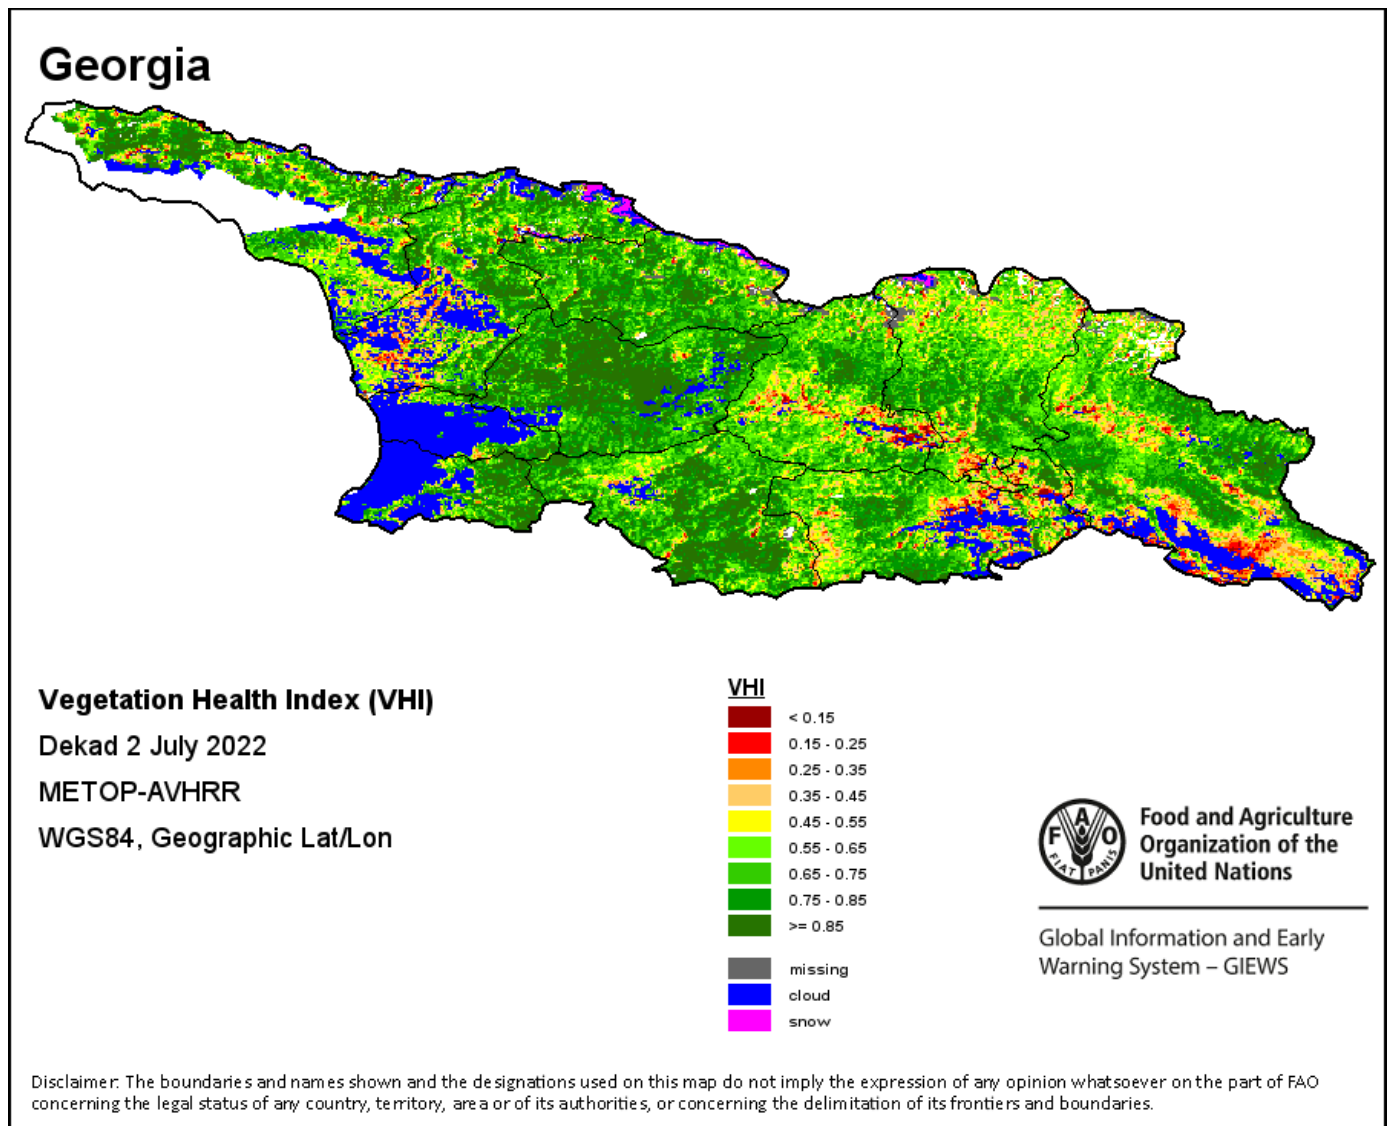 Georgia
Vegetation Health Index (VHI)
Dekad 2 July 2022
METOP-AVHRR
WGS84, Geographic Lat/Lon
VHI
< 0.15
0.15 - 0.25
0.25 - 0.35
0.35 - 0.45
0.45 - 0.55
0.55 - 0.65
0.65 - 0.75
0.75 - 0.85
>= 0.85
missing
cloud
snow
F A O
FIAT PANIS
Food and Agriculture
Organization of the
United Nations
Global Information and Early
Warning System – GIEWS
Disclaimer: The boundaries and names shown and the designations used on this map do not imply the expression of any opinion whatsoever on the part of FAO
concerning the legal status of any country, territory, area or of its authorities, or concerning the delimitation of its frontiers and boundaries.